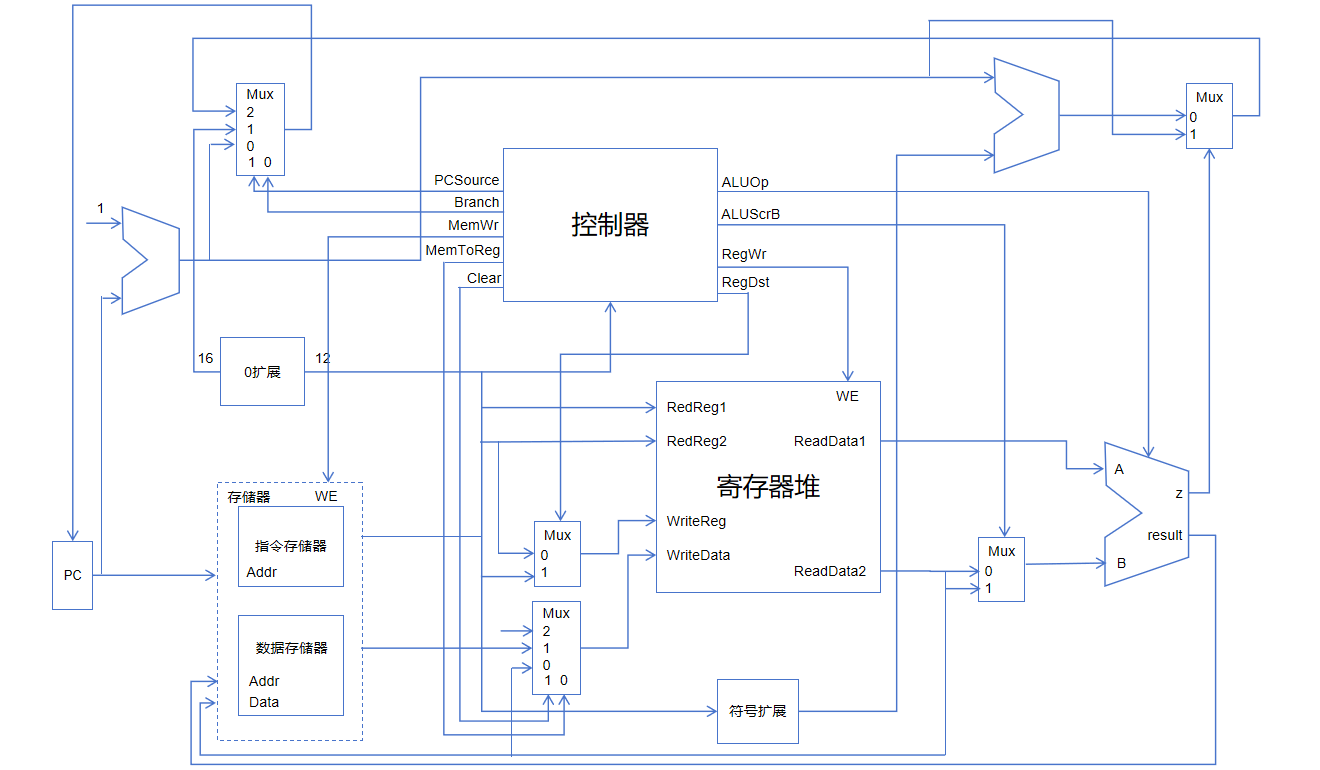 Mux
2
1
0
1 0
Mux
0
1
1
PCSource
Branch
MemWr
MemToReg
Clear
控制器
ALUOp
ALUScrB
RegWr
RegDst
16
0扩展
12
WE
RedReg1
RedReg2
ReadData1
寄存器堆
WriteReg
WriteData
ReadData2
A
z
result
B
存储器
WE
指令存储器
Addr
PC
Mux
0
1
Mux
0
1
数据存储器
Addr
Data
Mux
2
1
0
1 0
符号扩展